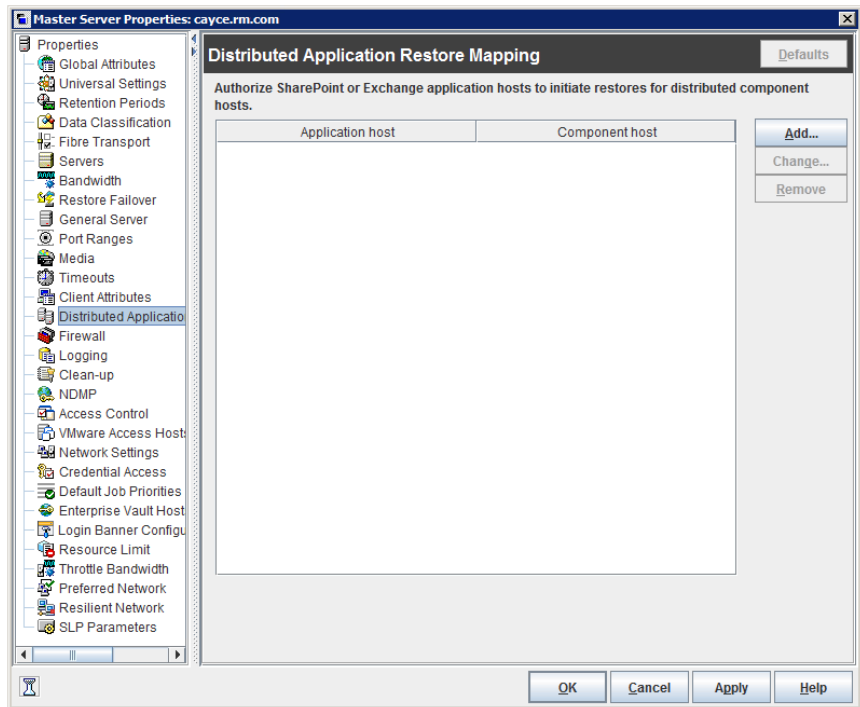 Master Server Properties: cayce.rm.com
Properties
Global Attributes
Universal Settings
Retention Periods
Data Classification
Fibre Transport
Servers
Bandwidth
Restore Failover
General Server
Port Ranges
Media
Timeouts
Client Attributes
Distributed Applicatio
Firewall
Logging
Clean-up
NDMP
Access Control
VMware Access Hosts
Network Settings
Credential Access
Default Job Priorities
Enterprise Vault Host
Login Banner Configu
Resource Limit
Throttle Bandwidth
Preferred Network
Resilient Network
SLP Parameters
Distributed Application Restore Mapping
Defaults
Authorize SharePoint or Exchange application hosts to initiate restores for distributed component
hosts.
Application host Component host
Add...
Change...
Remove
OK Cancel Apply Help